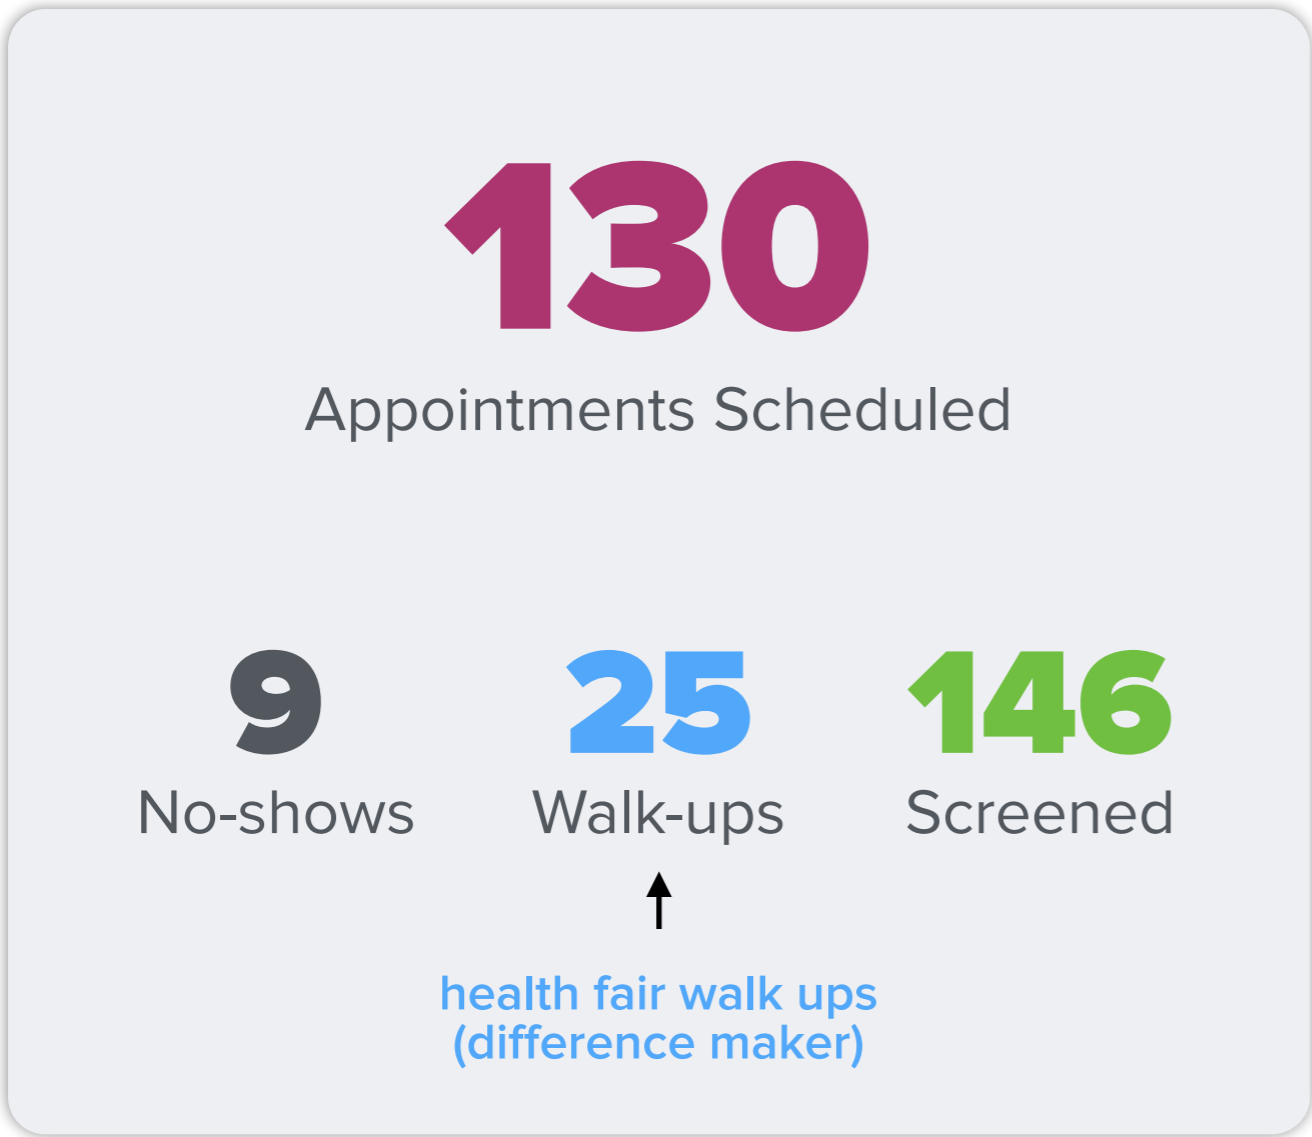 130
Appointments Scheduled
9 25 146
No-shows Walk-ups Screened
health fair walk ups
(difference maker)